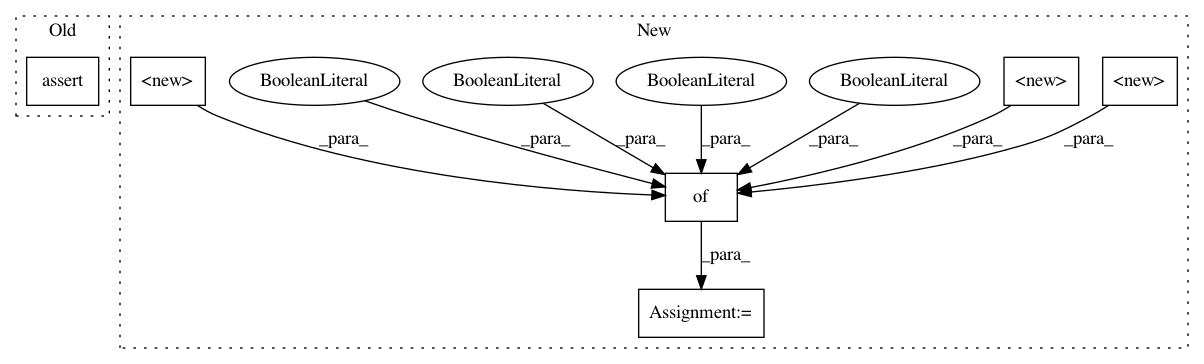 Old
New
assert
<new>
BooleanLiteral
BooleanLiteral
BooleanLiteral
BooleanLiteral
<new>
<new>
_para_
_para_
_para_
_para_
_para_
_para_
_para_
of
_para_
Assignment:=